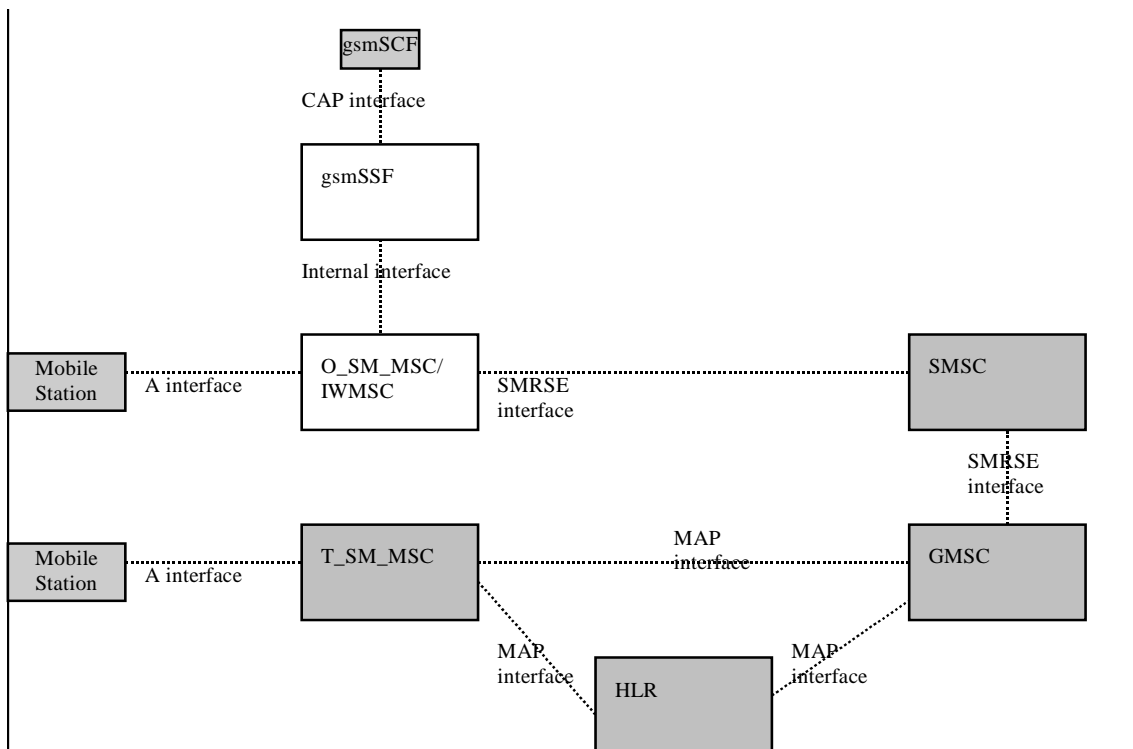 gsmSCF
CAP interface
gsmSSF
Internal interface
Mobile
Station
A interface
O_SM_MSC/
IWMSC
SMRSE
interface
SMSC
SMRSE
interface
Mobile
Station
A interface
T_SM_MSC
MAP
interface
GMSC
MAP
interface
HLR
MAP
interface